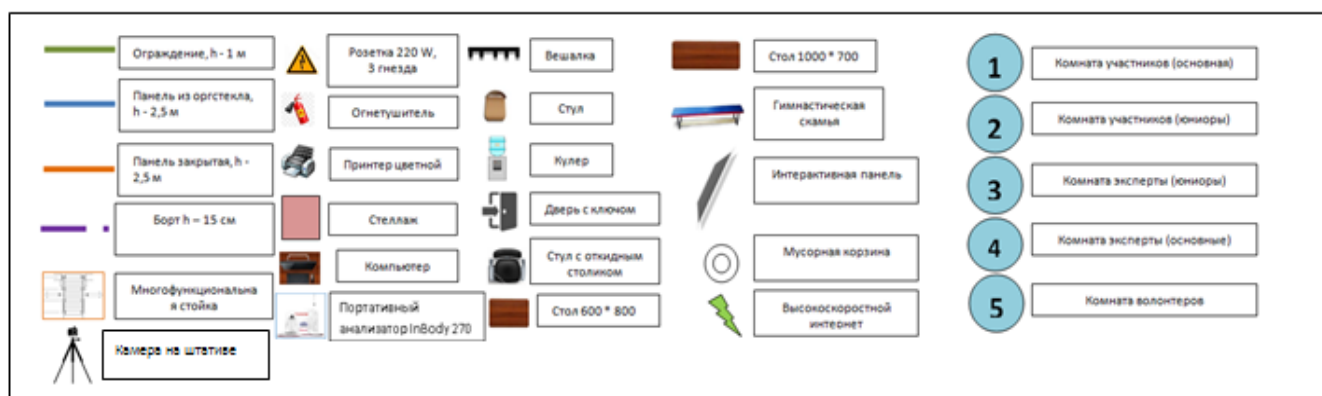 Ограждение, h - 1 м
Панель из оргстекла,
h - 2,5 м
Панель закрытая, h -
2,5 м
Борт h – 15 см
Многофункциональна
я стойка
Камера на штативе
Розетка 220 W,
3 гнезда
Огнетушитель
Принтер цветной
Стеллаж
Компьютер
Портативный
анализатор InBody 270
Вешалка
Стул
Кулер
Дверь с ключом
Стул с откидным
столиком
Стол 600 * 800
Стол 1000 * 700
Гимнастическая
скамья
Интерактивная панель
Мусорная корзина
Высокоскоростной
интернет
1 Комната участников (основная)
2 Комната участников (юниоры)
3 Комната эксперты (юниоры)
4 Комната эксперты (основные)
5 Комната волонтеров